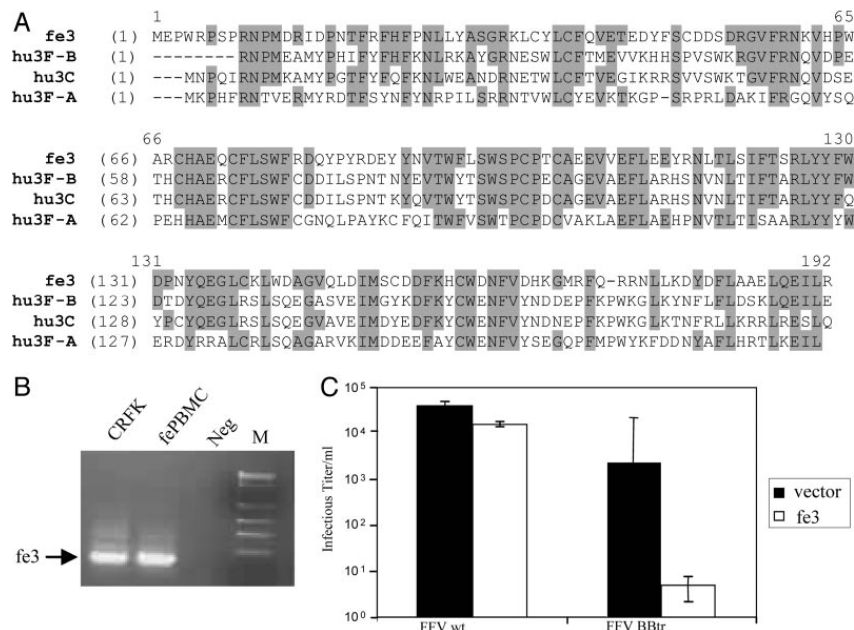 A
1 65
fe3 (1) MEPWRPSPRNPMDRIDPNTFRFHFPNLLYASGRKLCYLCFQVETEDYFSCDDSDRGVFRNKVHPW
hu3F-B (1) --------RNPMEAMYPHIFYFHFKNLRKAYGRNESWLCFTMEVVKHHSPVSWKRGVFRNQVDPE
hu3C (1) ---MNPQIRNPMKAMYPGTFYFQFKNLWEANDRNETWLCFTVEGIKRRSVVSWKTGVFRNQVDSE
hu3F-A (1) ---MKPHFRNTVERMYRDTFSYNFYNRPILSRRNTVWLCYEVKTKGP-SRPRLDAKIFRGQVYSQ
66 130
fe3 (66) ARCHAEQCFLSWFRDQYPYRDEYYNVTWFLSWSPCPTCAEEVVEFLEEYRNLTLSIFTSRLYYFW
hu3F-B (58) THCHAERCFLSWFCDDILSPNTNYEVTWYTSWSPCPECAGEVAEFLARHSNVNLTIFTARLYYFW
hu3C (63) THCHAERCFLSWFCDDILSPNTKYQVTWYTSWSPCPDCAGEVAEFLARHSNVNLTIFTARLYYFQ
hu3F-A (62) PEHHAEMCFLSWFCGNQLPAYKCFQITWFVSWTPCPDCVAKLAEFLAEHPNVTLTISAARLYYYW
131 192
fe3 (131) DPNYQEGLCKLWDAGVQLDIMSCDDFKHCWDNFVDHKGMRFQ-RRNLLKDYDFLAAELQEILR
hu3F-B (123) DTDYQEGLRSLSQEGASVEIMGYKDFKYCWENFVYNDDEPFKPWKGLKYNFLFLDSKLQEIL
hu3C (128) YPCYQEGLRSLSQEGVAVEIMDYEDFKYCWENFVYNDNEPFKPWKGLKTNFRLLKRRLRESLQ
hu3F-A (127) ERDYRRALCRLSQAGARVKIMDDEEFAYCWENFVYSEGQPFMPWYKFDDNYAFLHRTLKEIL
B
CRFK
fePBMC
Neg
M
fe3
C
Infectious Titer/ml
10⁵
10⁴
10³
10²
10¹
10⁰
FFV wt
FFV BBtr
vector
fe3